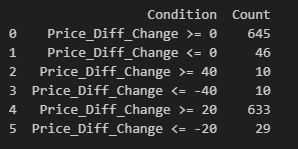 Condition Count
0 Price_Diff_Change >= 0 645
1 Price_Diff_Change <= 0 46
2 Price_Diff_Change >= 40 10
3 Price_Diff_Change <= -40 10
4 Price_Diff_Change >= 20 633
5 Price_Diff_Change <= -20 29